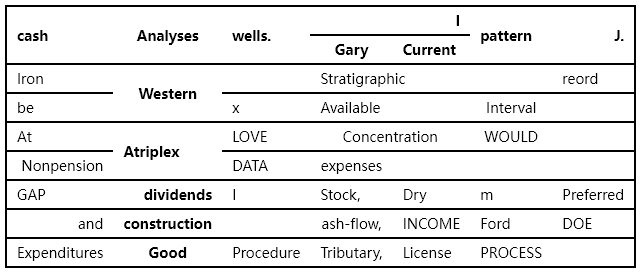 cash Analyses wells. I pattern J.
Gary Current
Iron Western Stratigraphic reord
be x Available Interval
At Atriplex LOVE Concentration WOULD
Nonpension DATA expenses
GAP dividends I Stock, Dry m Preferred
and construction ash-flow, INCOME Ford DOE
Expenditures Good Procedure Tributary, License PROCESS